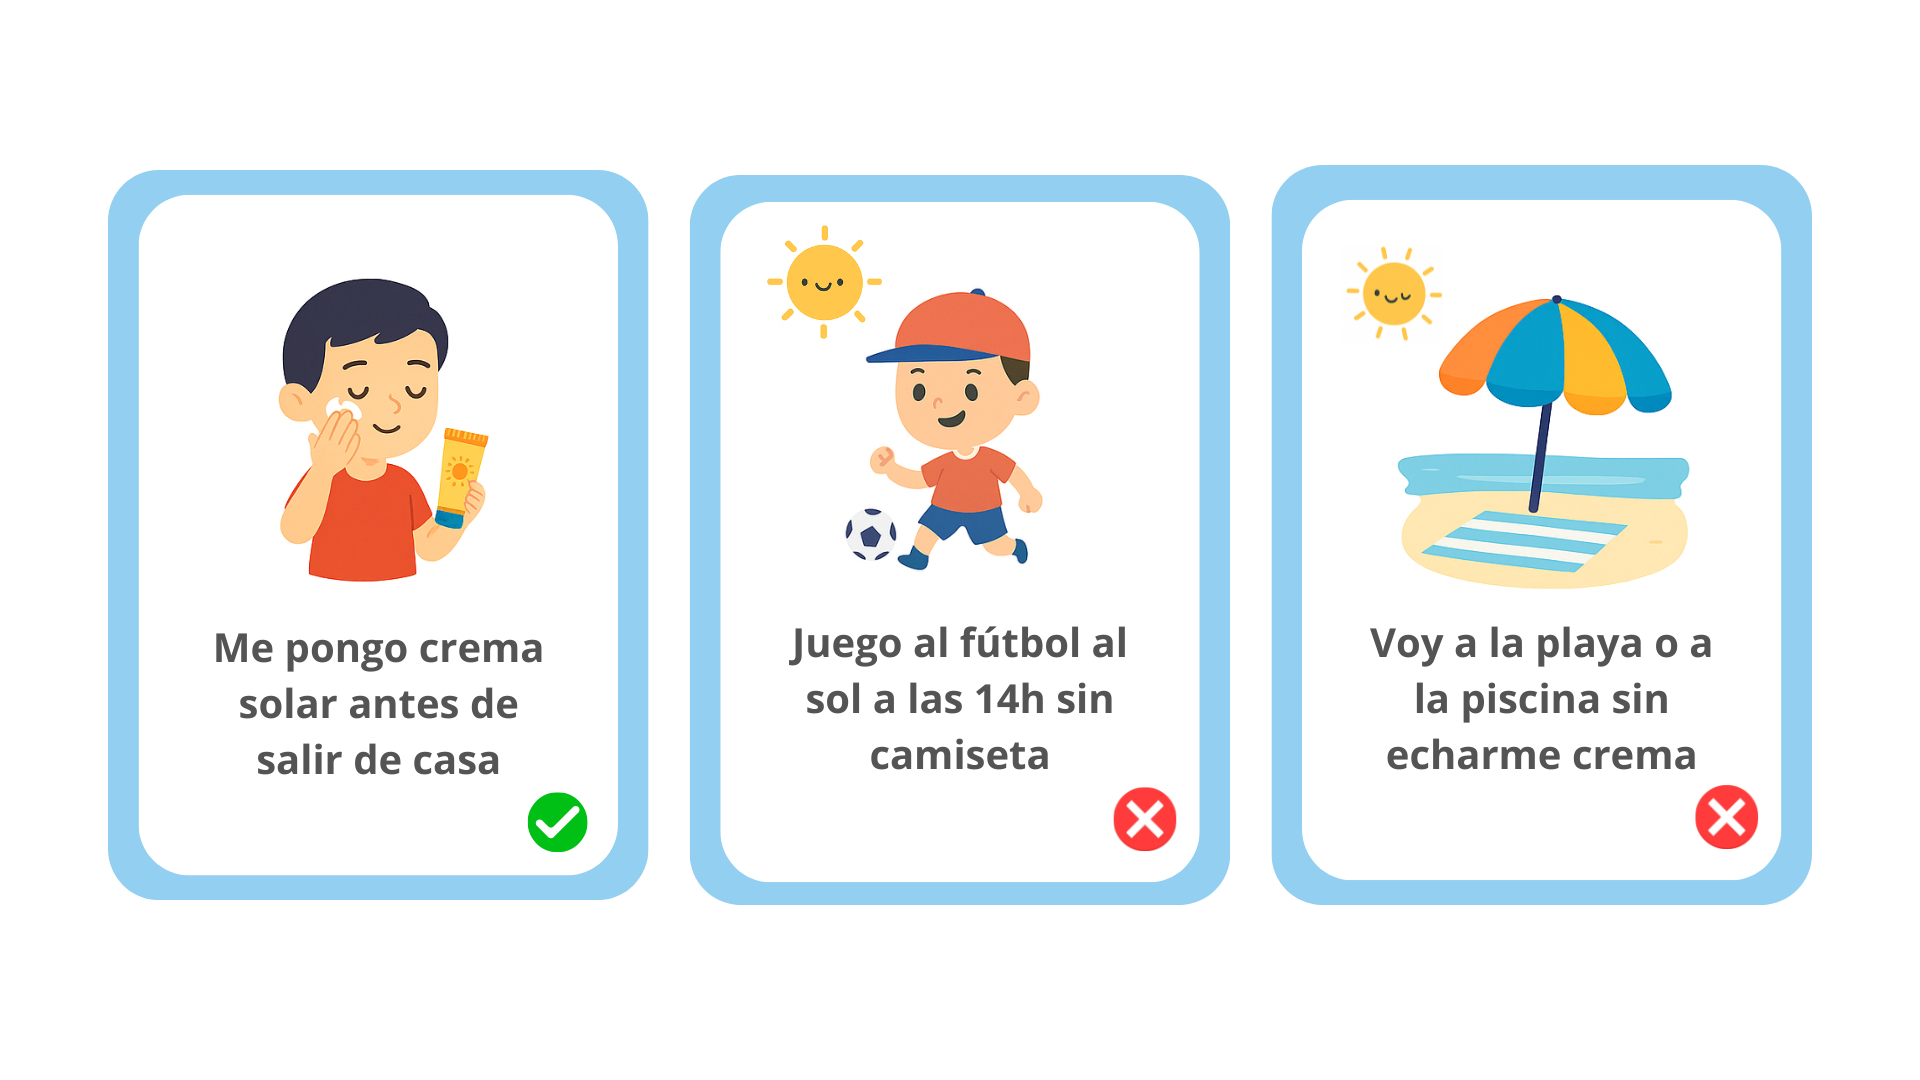 Me pongo crema
solar antes de
salir de casa
Juego al fútbol al
sol a las 14h sin
camiseta
Voy a la playa o a
la piscina sin
echarme crema